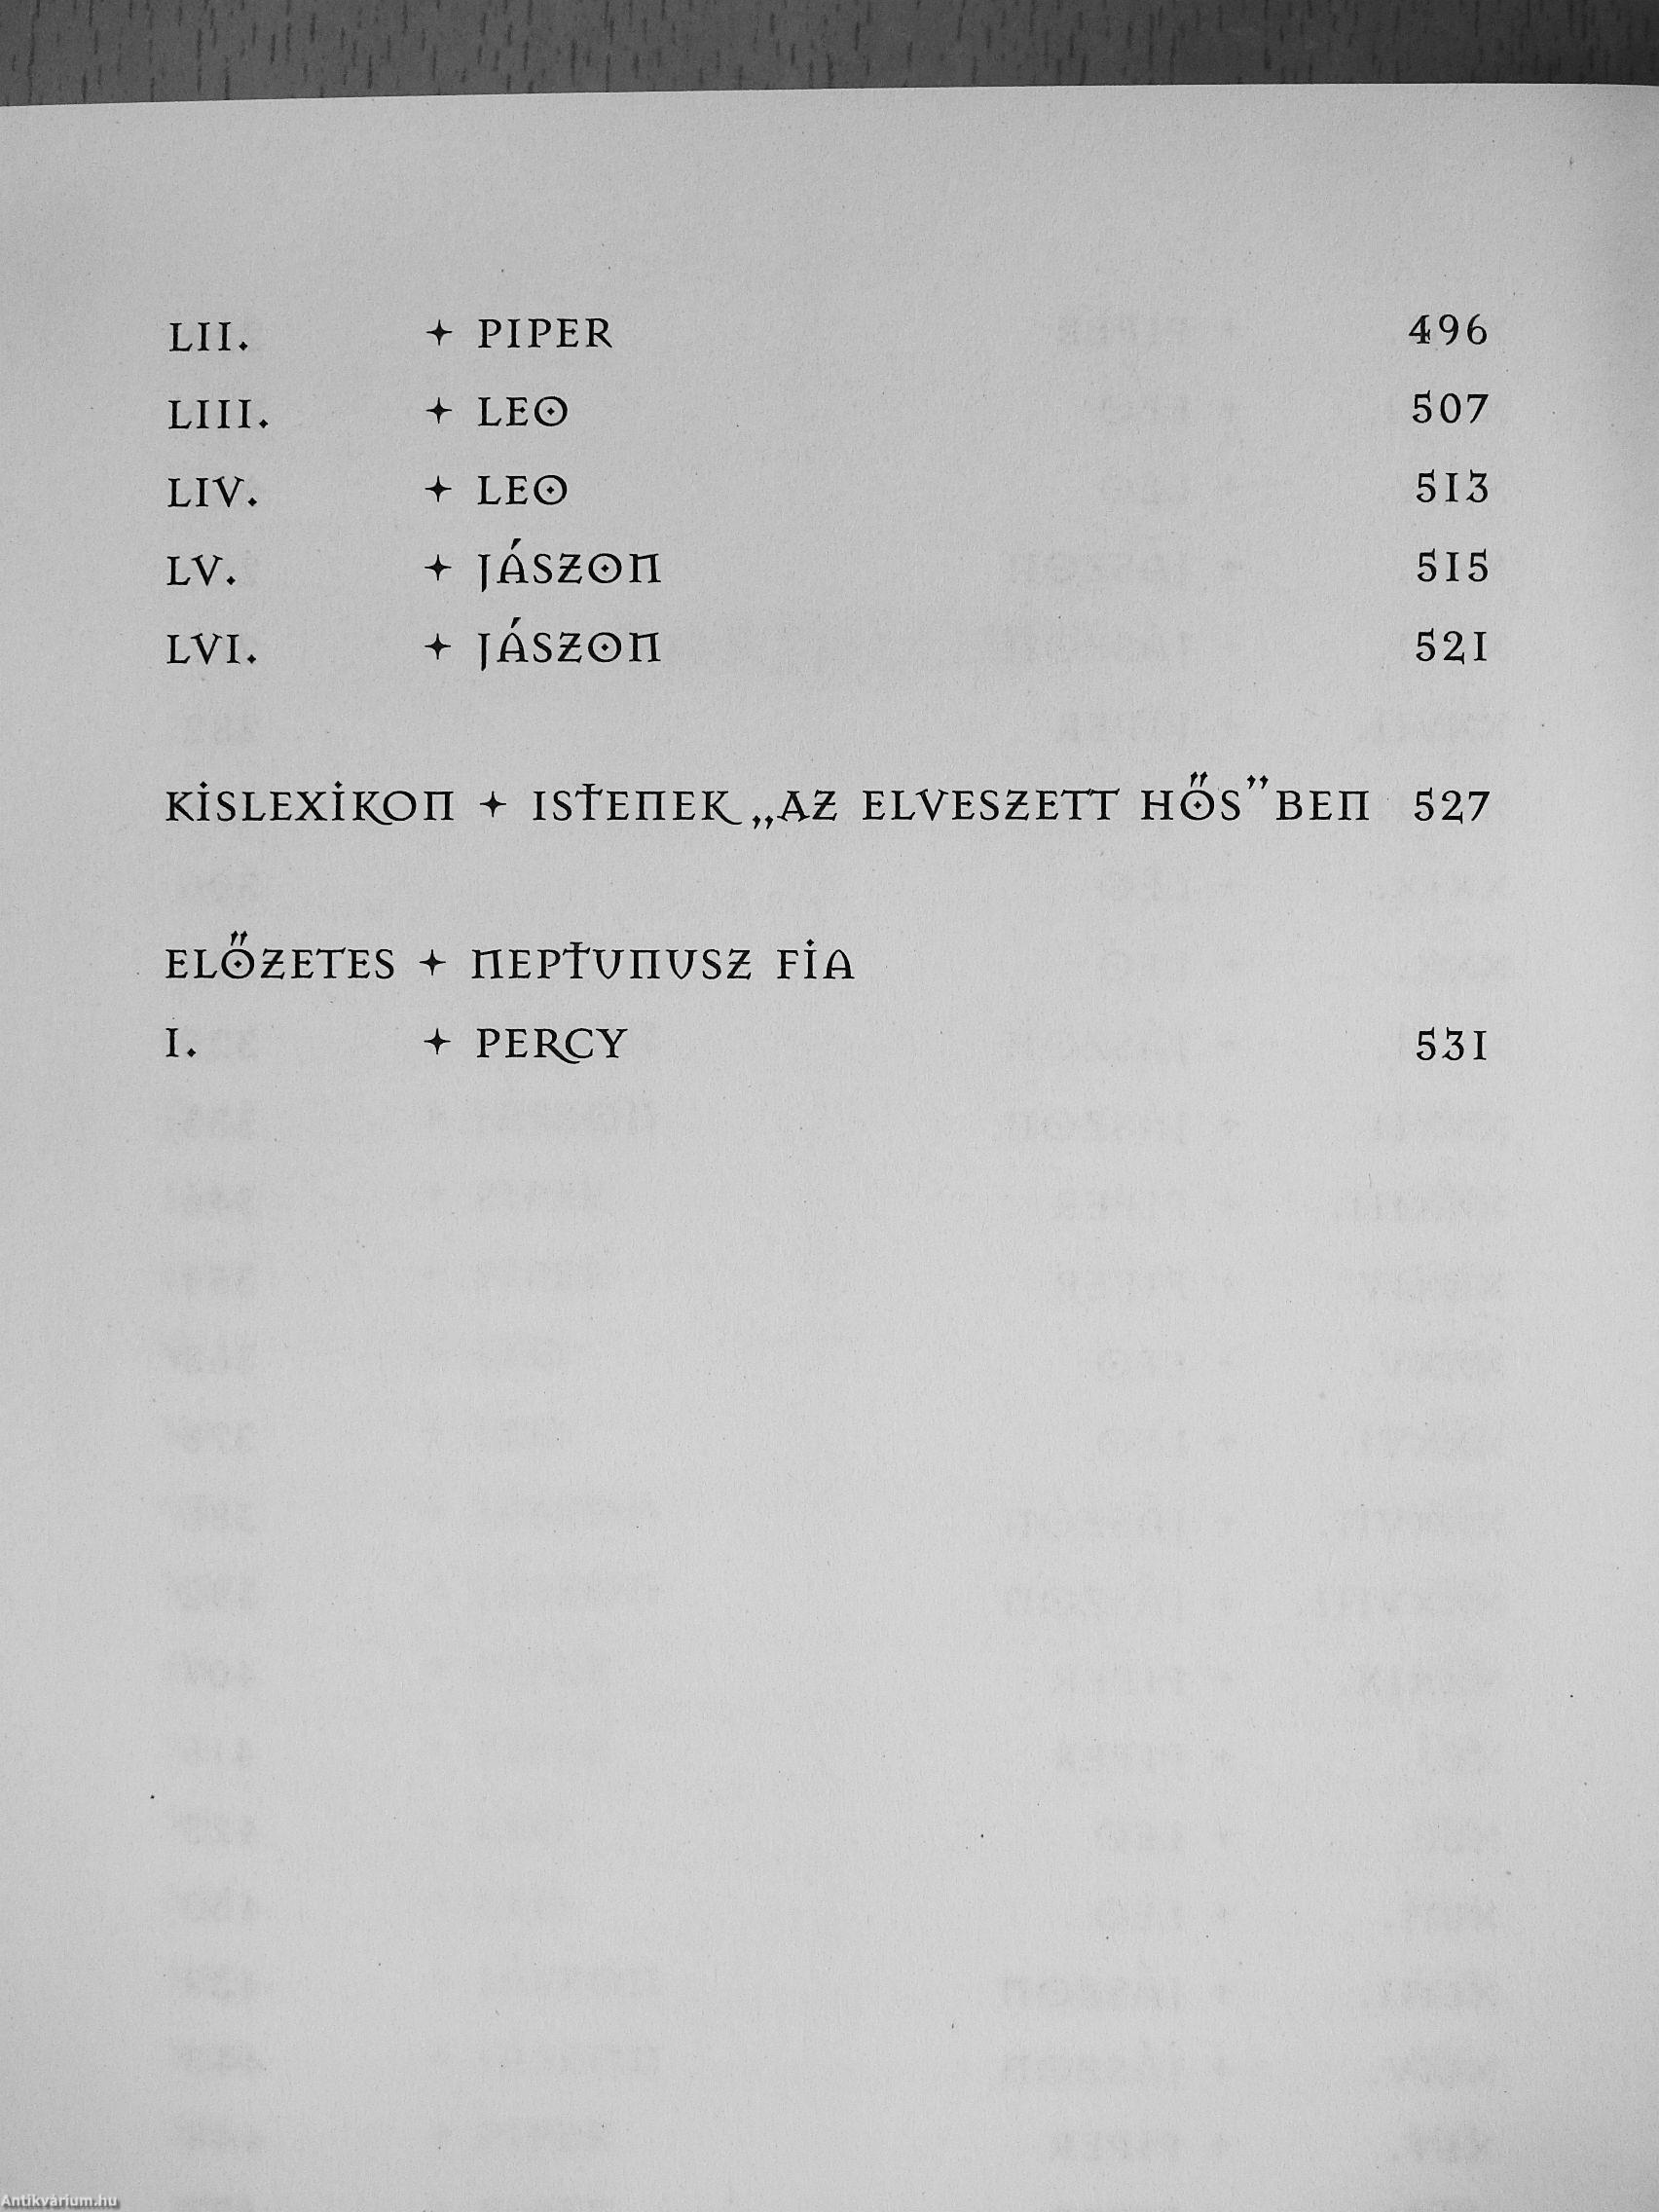 LII. ✦ PIPER 496
LIII. ✦ LEO 507
LIV. ✦ LEO 513
LV. ✦ JÁSZON 515
LVI. ✦ JÁSZON 521
KISLEXIKON ✦ ISTENEK „AZ ELVESZETT HŐS”BEN 527
ELŐZETES ✦ NEPTUNUSZ FIA
I. ✦ PERCY 531
Antikvárium.hu